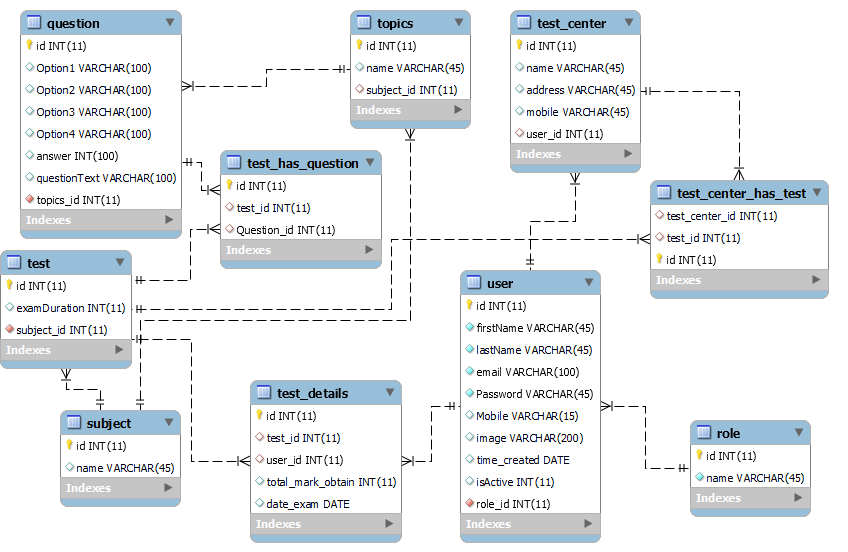 question
id INT(11)
Option1 VARCHAR(100)
Option2 VARCHAR(100)
Option3 VARCHAR(100)
Option4 VARCHAR(100)
answer INT(100)
questionText VARCHAR(100)
topics_id INT(11)
Indexes
topics
id INT(11)
name VARCHAR(45)
subject_id INT(11)
Indexes
test_center
id INT(11)
name VARCHAR(45)
address VARCHAR(45)
mobile VARCHAR(45)
user_id INT(11)
Indexes
test_has_question
id INT(11)
test_id INT(11)
Question_id INT(11)
Indexes
test_center_has_test
test_center_id INT(11)
test_id INT(11)
id INT(11)
Indexes
test
id INT(11)
examDuration INT(11)
subject_id INT(11)
Indexes
user
id INT(11)
firstName VARCHAR(45)
lastName VARCHAR(45)
email VARCHAR(100)
Password VARCHAR(45)
Mobile VARCHAR(15)
image VARCHAR(200)
time_created DATE
isActive INT(11)
role_id INT(11)
Indexes
subject
id INT(11)
name VARCHAR(45)
Indexes
test_details
id INT(11)
test_id INT(11)
user_id INT(11)
total_mark_obtain INT(11)
date_exam DATE
Indexes
role
id INT(11)
name VARCHAR(45)
Indexes